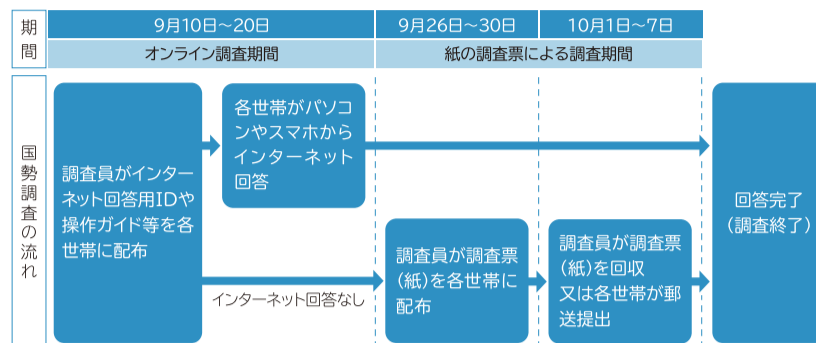 期間
9月10日～20日
9月26日～30日
10月1日～7日
オンライン調査期間
紙の調査票による調査期間
国勢調査の流れ
調査員がインター
ネット回答用IDや
操作ガイド等を各
世帯に配布
各世帯がパソコ
ンやスマホから
インターネット
回答
インターネット回答なし
調査員が調査票
(紙)を各世帯に
配布
調査員が調査票
(紙)を回収
又は各世帯が郵
送提出
回答完了
(調査終了)